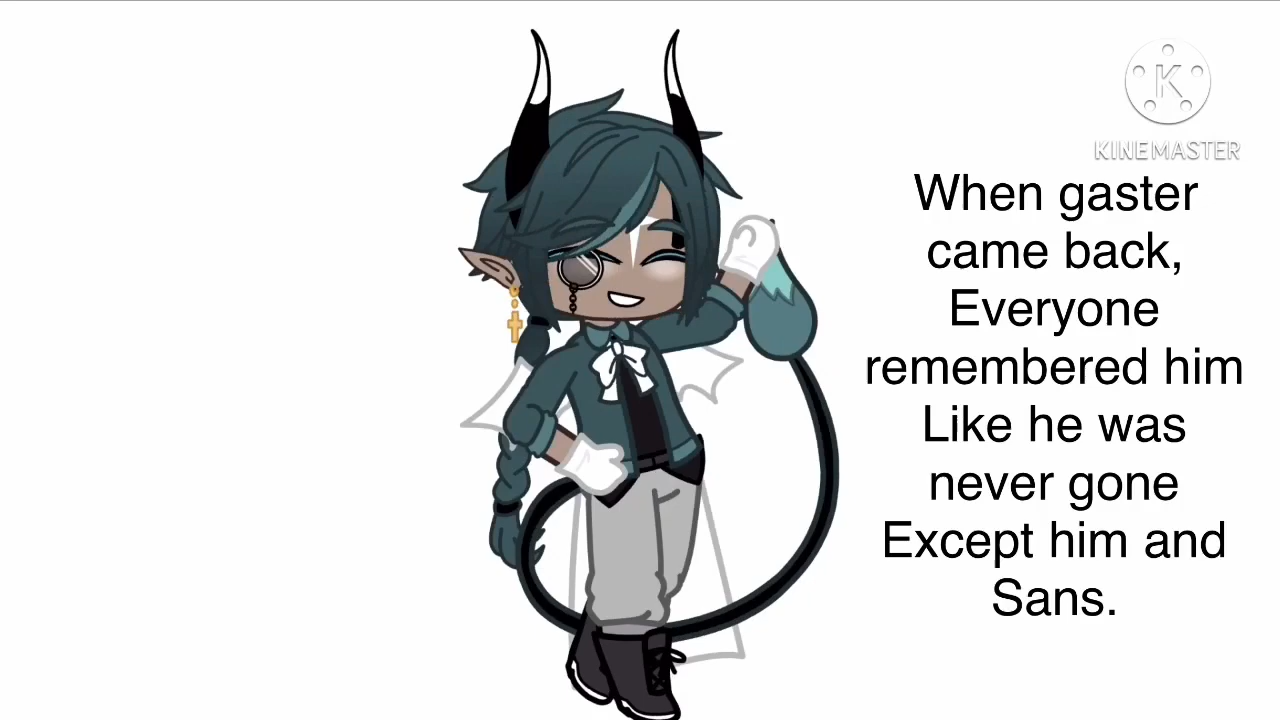 K
KINEMASTER
When gaster
came back,
Everyone
remembered him
Like he was
never gone
Except him and
Sans.